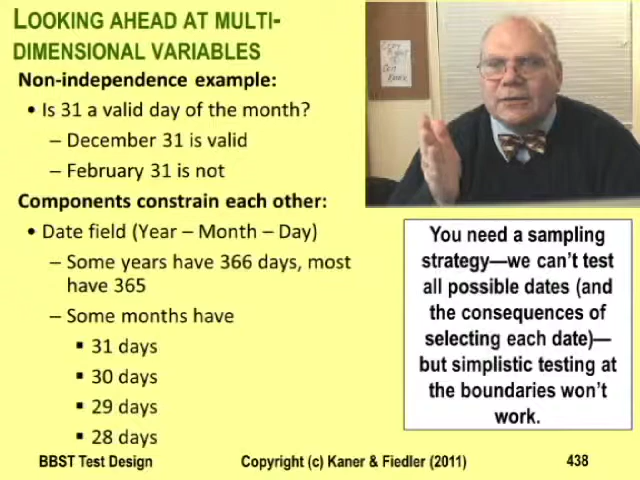 LOOKING AHEAD AT MULTI-
DIMENSIONAL VARIABLES
Non-independence example:
• Is 31 a valid day of the month?
– December 31 is valid
– February 31 is not
Components constrain each other:
• Date field (Year – Month – Day)
– Some years have 366 days, most
have 365
– Some months have
▪ 31 days
▪ 30 days
▪ 29 days
▪ 28 days
You need a sampling
strategy—we can't test
all possible dates (and
the consequences of
selecting each date)—
but simplistic testing at
the boundaries won't
work.
BBST Test Design
Copyright (c) Kaner & Fiedler (2011)
438